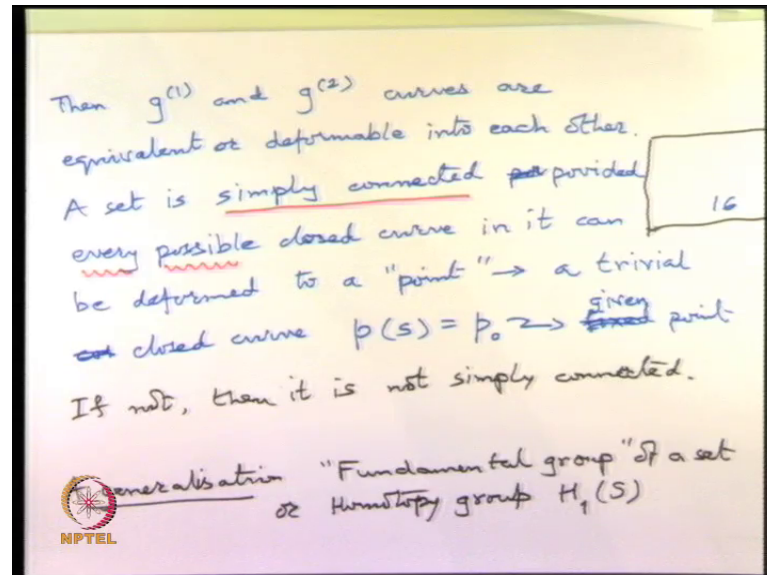 Then g(1) and g(2) curves are
equivalent or deformable into each other.
A set is simply connected povided
16
every possible closed curve in it can
be deformed to a "point" → a trivial
closed curve p(s) = p₀ → given point
If not, then it is not simply connected.
Generalisation "Fundamental group" of a set
or Homotopy group H₁(S)
NPTEL